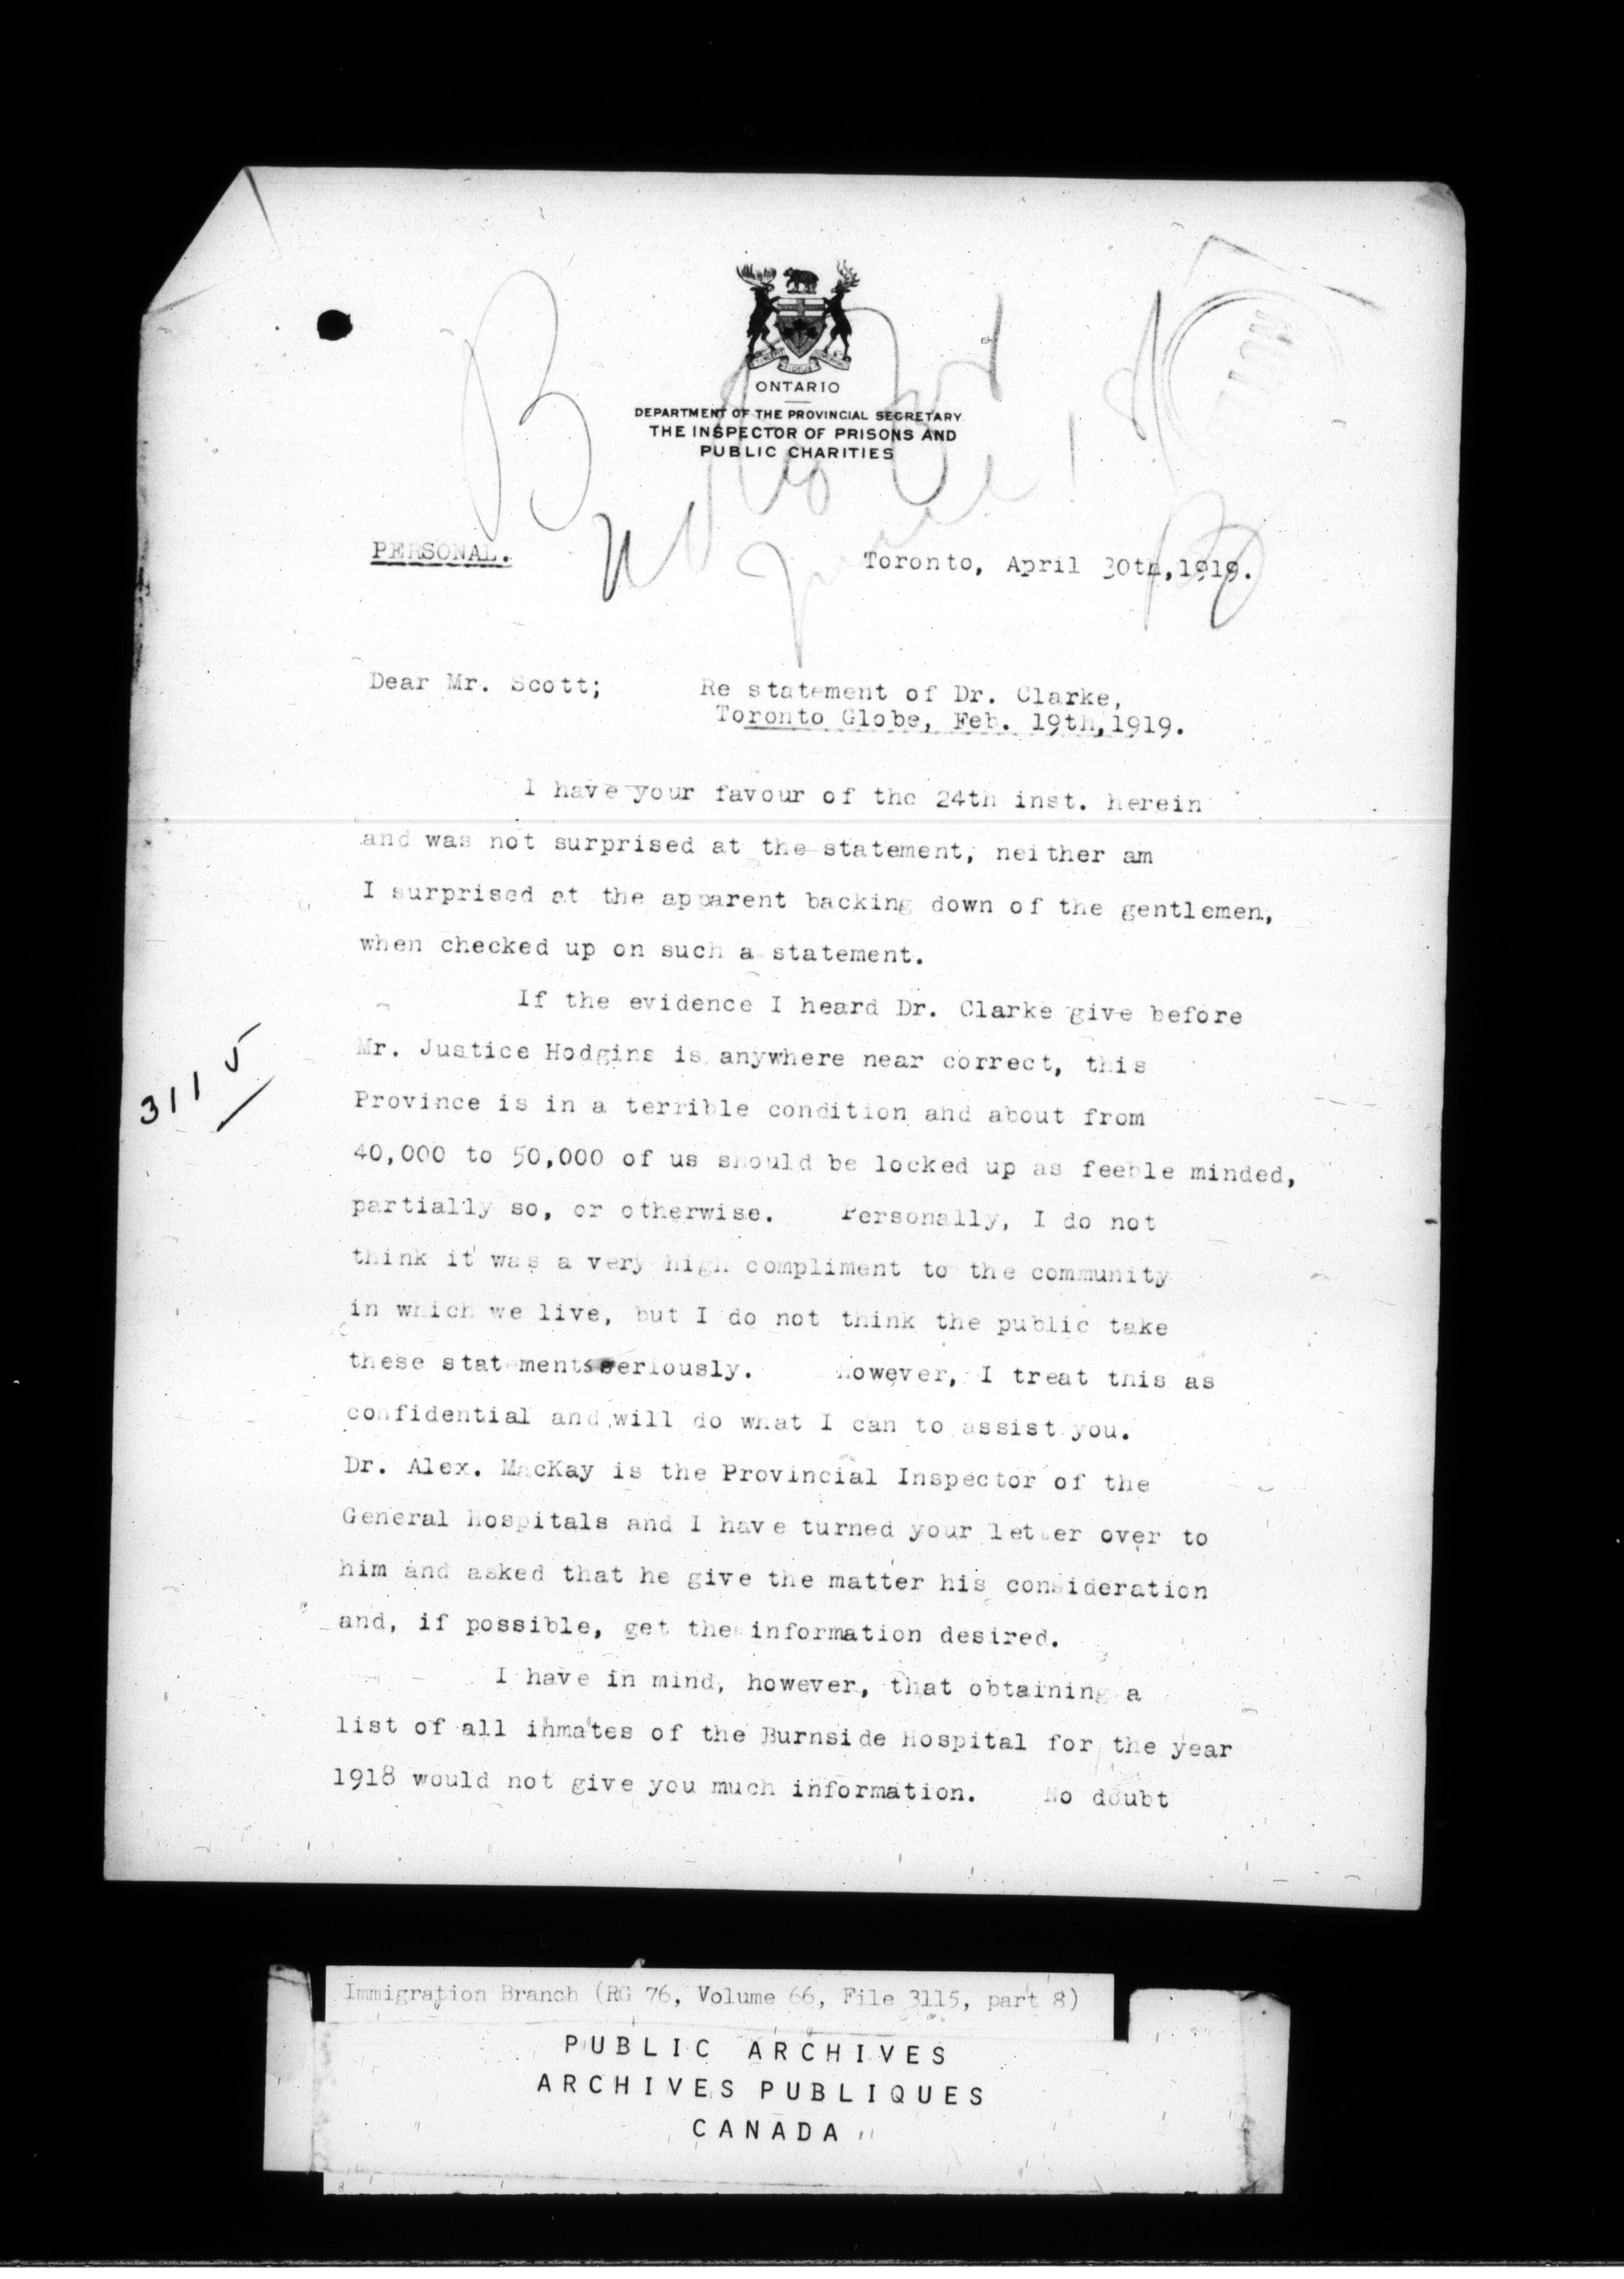 ONTARIO
DEPARTMENT OF THE PROVINCIAL SECRETARY
THE INSPECTOR OF PRISONS AND
PUBLIC CHARITIES
PERSONAL.
Toronto, April 30th, 1919.
Dear Mr. Scott;
Re statement of Dr. Clarke,
Toronto Globe, Feb. 19th, 1919.
I have your favour of the 24th inst. herein
and was not surprised at the statement, neither am
I surprised at the apparent backing down of the gentlemen,
when checked up on such a statement.
If the evidence I heard Dr. Clarke give before
Mr. Justice Hodgins is anywhere near correct, this
Province is in a terrible condition and about from
40,000 to 50,000 of us should be locked up as feeble minded,
partially so, or otherwise. Personally, I do not
think it was a very high compliment to the community
in which we live, but I do not think the public take
these statements seriously. However, I treat this as
confidential and will do what I can to assist you.
Dr. Alex. MacKay is the Provincial Inspector of the
General Hospitals and I have turned your letter over to
him and asked that he give the matter his consideration
and, if possible, get the information desired.
I have in mind, however, that obtaining a
list of all inmates of the Burnside Hospital for the year
1918 would not give you much information. No doubt
3115
Immigration Branch (RG 76, Volume 66, File 3115, part 8)
PUBLIC ARCHIVES
ARCHIVES PUBLIQUES
CANADA